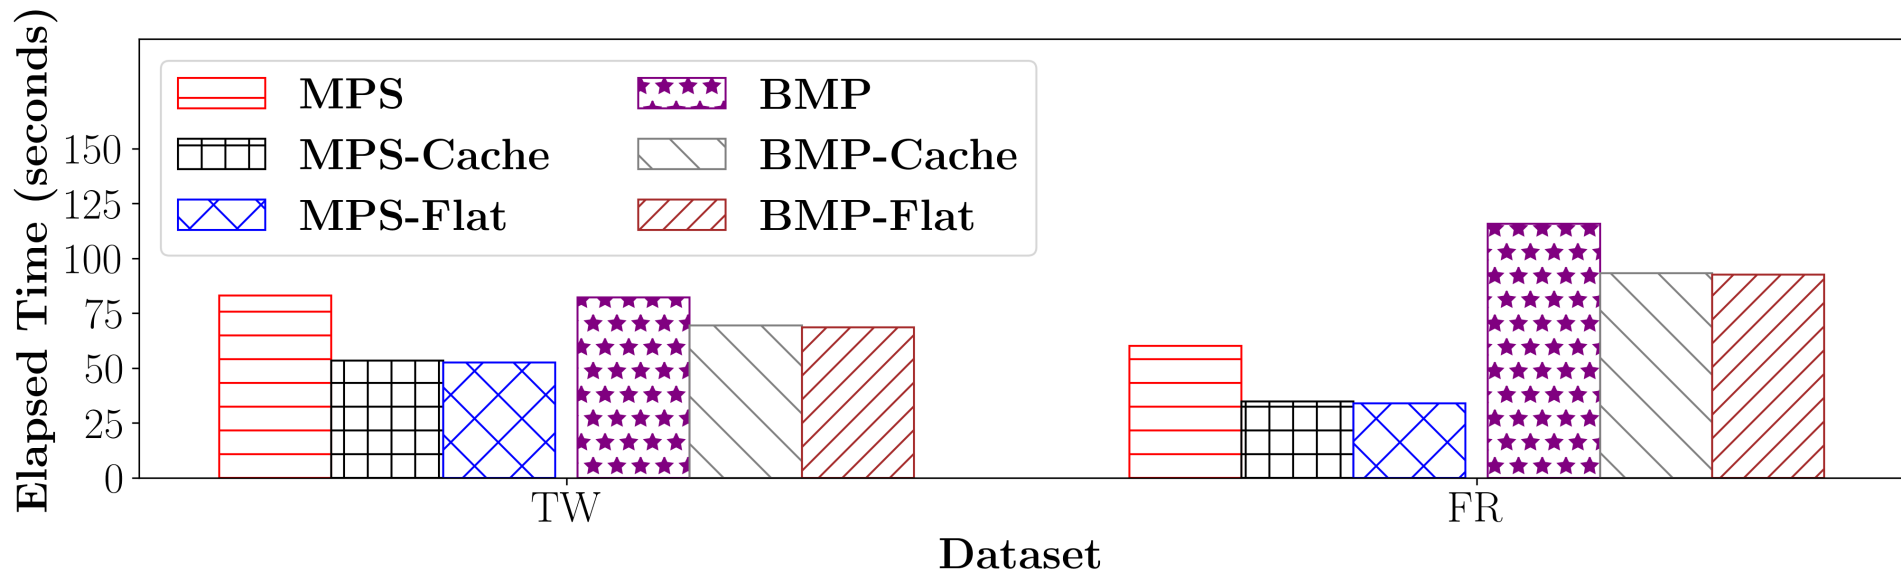 Elapsed Time (seconds)
150
125
100
75
50
25
0
MPS
MPS-Cache
MPS-Flat
BMP
BMP-Cache
BMP-Flat
TW
FR
Dataset